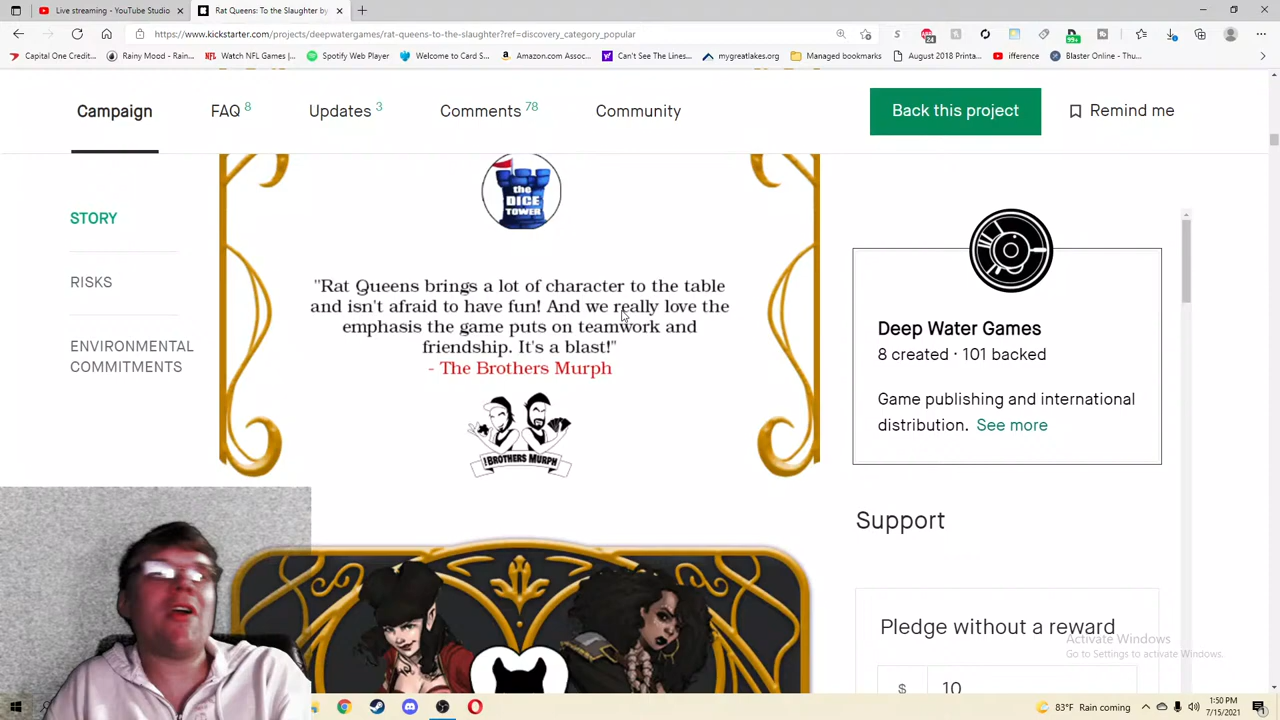 Live streaming - YouTube Studio
Rat Queens: To the Slaughter by
https://www.kickstarter.com/projects/deepwatergames/rat-queens-to-the-slaughter?ref=discovery_category_popular
24
99+
Capital One Credit...
Rainy Mood - Rain...
Watch NFL Games |...
Spotify Web Player
Welcome to Card S...
Amazon.com Assoc...
Can't See The Lines...
mygreatlakes.org
Managed bookmarks
August 2018 Printa...
ifference
Blaster Online - Thu...
Campaign
FAQ 8
Updates 3
Comments 78
Community
Back this project
Remind me
STORY
RISKS
ENVIRONMENTAL
COMMITMENTS
the
DICE
TOWER
"Rat Queens brings a lot of character to the table
and isn't afraid to have fun! And we really love the
emphasis the game puts on teamwork and
friendship. It's a blast!"
- The Brothers Murph
BROTHERS MURPH
Deep Water Games
8 created · 101 backed
Game publishing and international
distribution. See more
Support
Pledge without a reward
$ 10
Activate Windows
Go to Settings to activate Windows.
83°F Rain coming
1:50 PM
7/15/2021